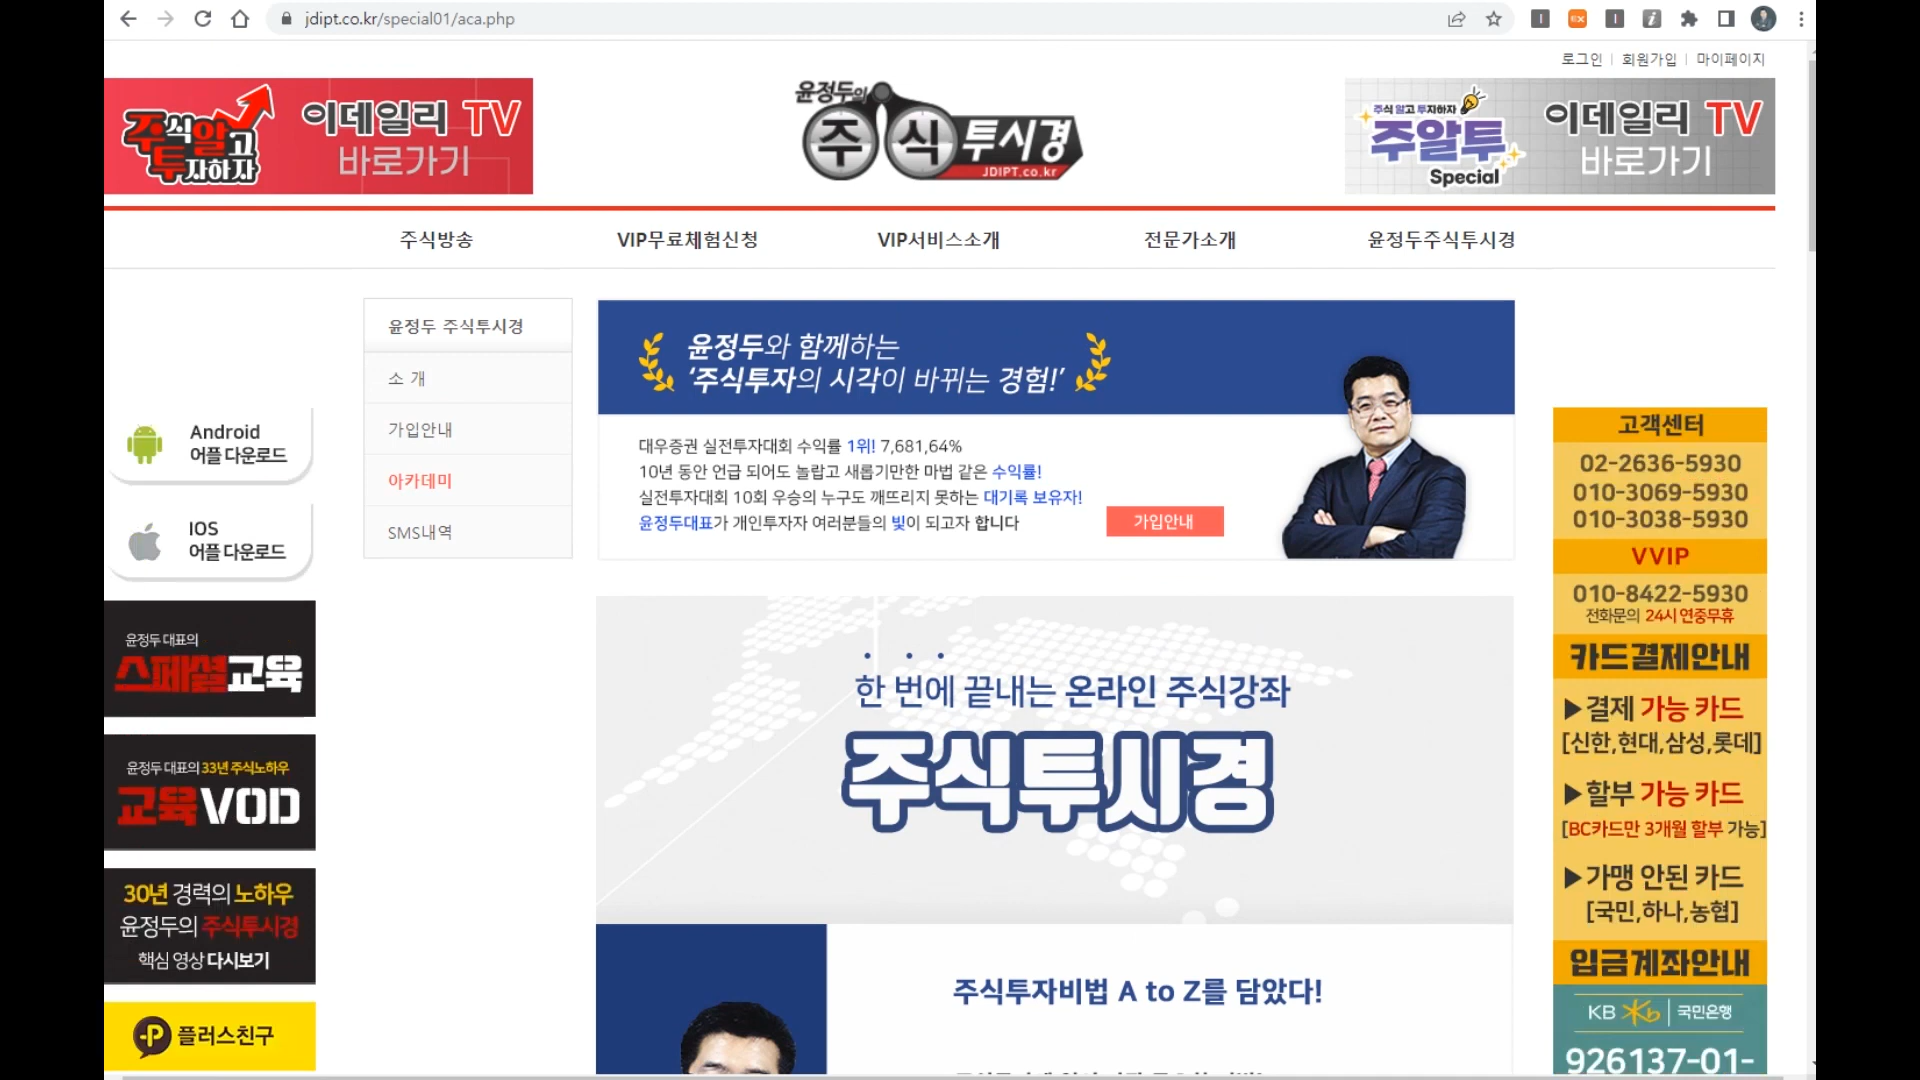 jdipt.co.kr/special01/aca.php
로그인 | 회원가입 | 마이페이지
주식알고
투자하자
이데일리 TV
바로가기
윤정두의
주식투시경
JDIPT.co.kr
주식 알고 투자하자
주알투
Special
이데일리 TV
바로가기
주식방송
VIP무료체험신청
VIP서비스소개
전문가소개
윤정두주식투시경
윤정두 주식투시경
소 개
가입안내
아카데미
SMS내역
윤정두와 함께하는
‘주식투자의 시각이 바뀌는 경험!’
대우증권 실전투자대회 수익률 1위! 7,681,64%
10년 동안 언급 되어도 놀랍고 새롭기만한 마법 같은 수익률!
실전투자대회 10회 우승의 누구도 깨뜨리지 못하는 대기록 보유자!
윤정두대표가 개인투자자 여러분들의 빛이 되고자 합니다
가입안내
Android
어플 다운로드
IOS
어플 다운로드
윤정두 대표의
스페셜교육
윤정두 대표의 33년 주식노하우
교육VOD
30년 경력의 노하우
윤정두의 주식투시경
핵심 영상 다시보기
플러스친구
한 번에 끝내는 온라인 주식강좌
주식투시경
주식투자비법 A to Z를 담았다!
고객센터
02-2636-5930
010-3069-5930
010-3038-5930
VVIP
010-8422-5930
전화문의 24시 연중무휴
카드결제안내
▶결제 가능 카드
[신한,현대,삼성,롯데]
▶할부 가능 카드
[BC카드만 3개월 할부 가능]
▶가맹 안된 카드
[국민,하나,농협]
입금계좌안내
KB Kb 국민은행
926137-01-